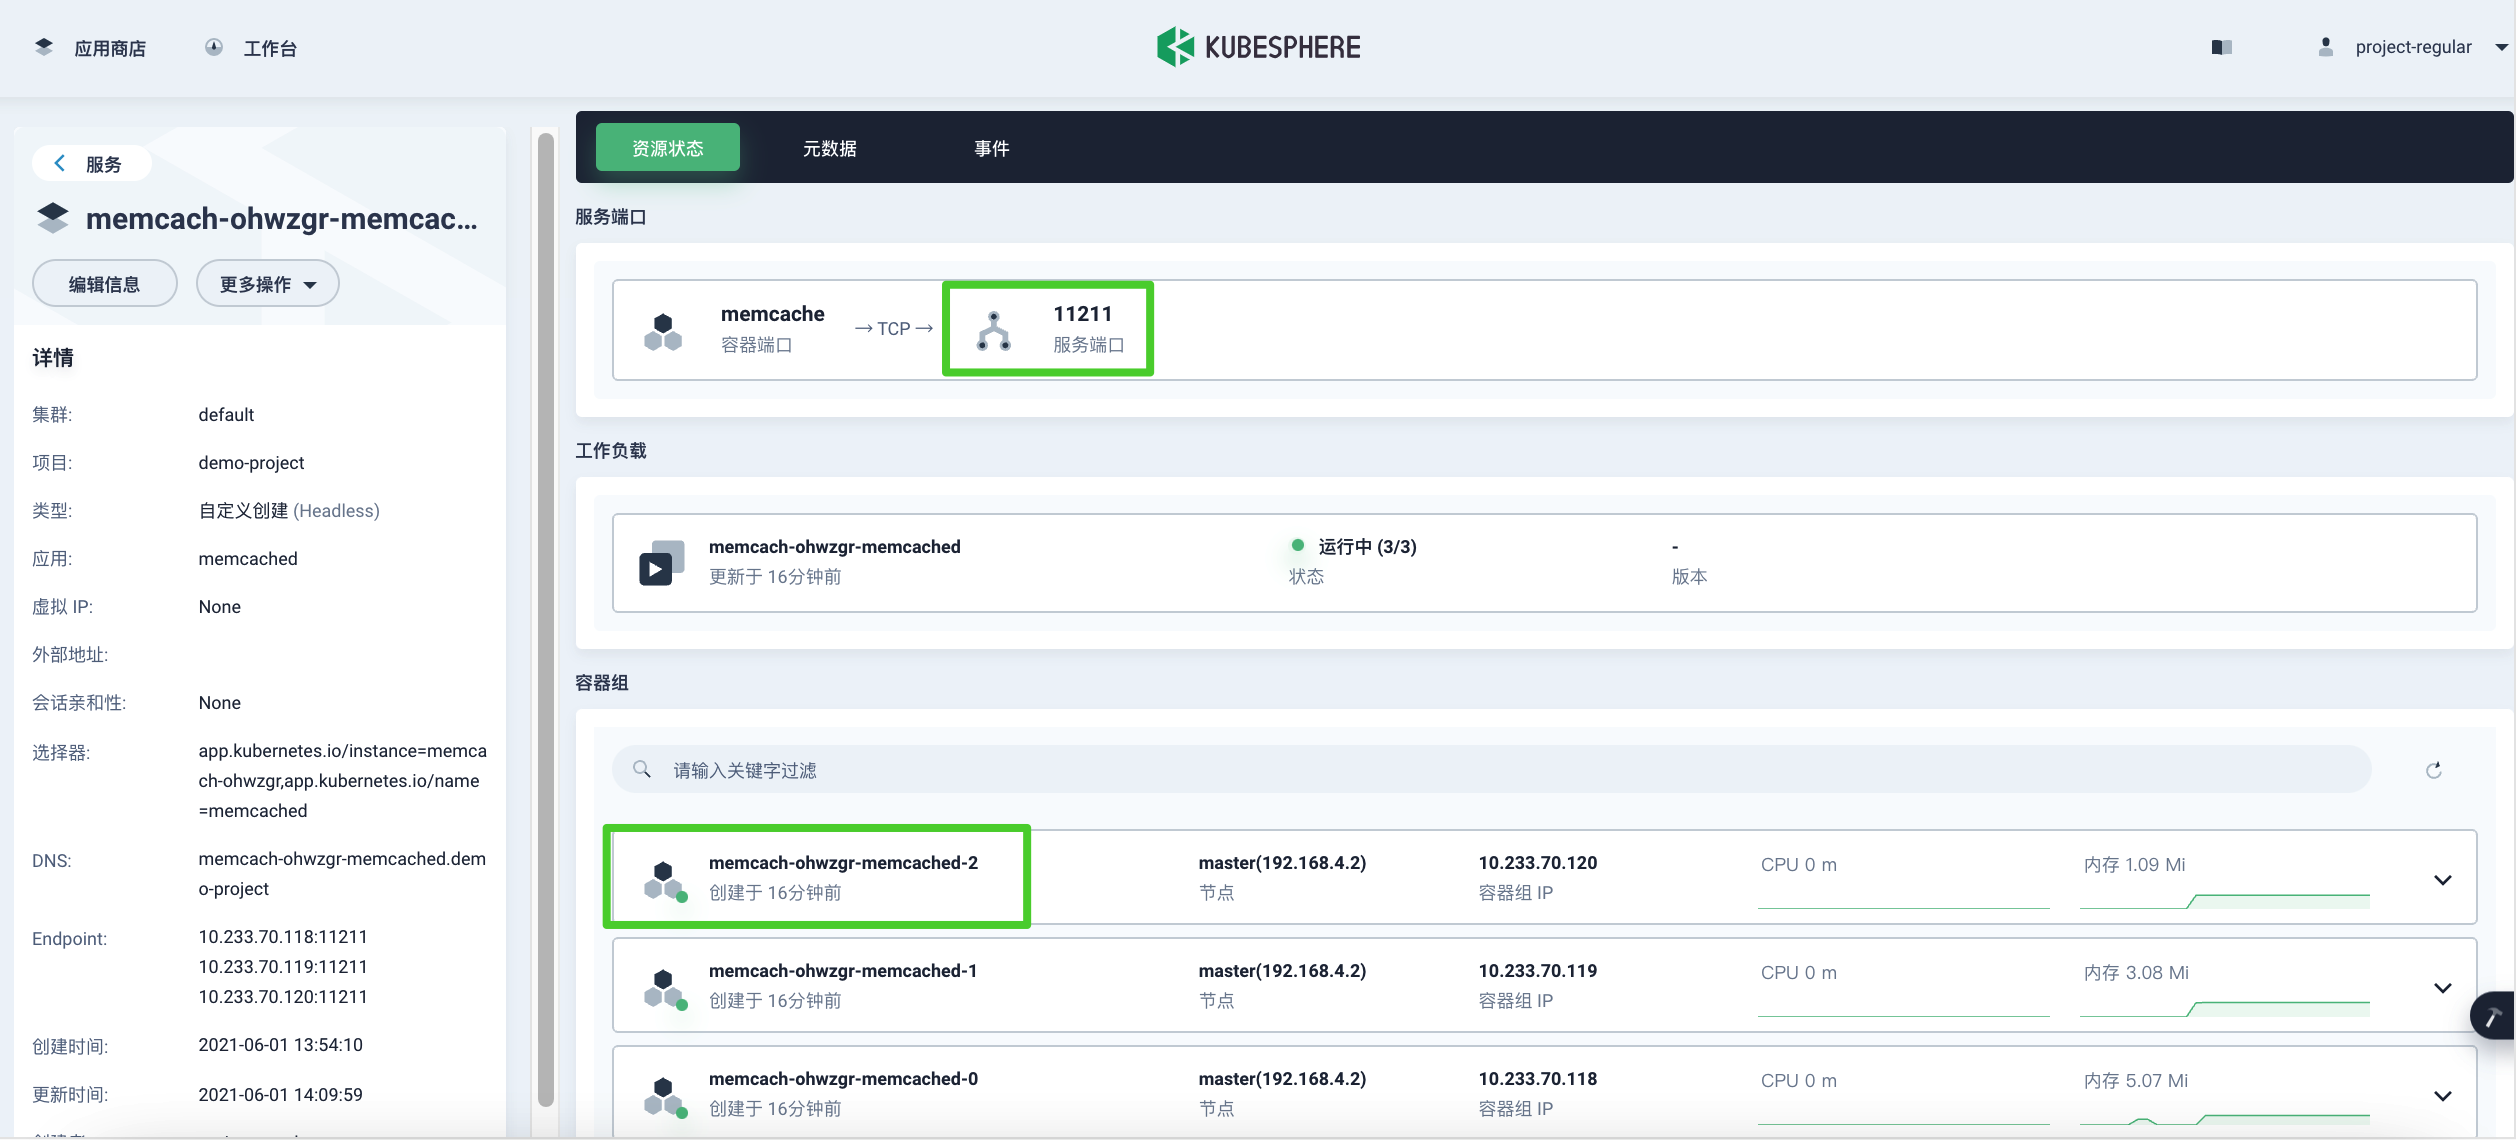 应用商店
工作台
KUBESPHERE
project-regular
服务
memcach-ohwzgr-memcac...
编辑信息
更多操作
详情
集群:
default
项目:
demo-project
类型:
自定义创建 (Headless)
应用:
memcached
虚拟 IP:
None
外部地址:
会话亲和性:
None
选择器:
app.kubernetes.io/instance=memca
ch-ohwzgr,app.kubernetes.io/name
=memcached
DNS:
memcach-ohwzgr-memcached.dem
o-project
Endpoint:
10.233.70.118:11211
10.233.70.119:11211
10.233.70.120:11211
创建时间:
2021-06-01 13:54:10
更新时间:
2021-06-01 14:09:59
资源状态
元数据
事件
服务端口
memcache
容器端口
→ TCP →
11211
服务端口
工作负载
memcach-ohwzgr-memcached
更新于 16分钟前
运行中 (3/3)
状态
-
版本
容器组
请输入关键字过滤
memcach-ohwzgr-memcached-2
创建于 16分钟前
master(192.168.4.2)
节点
10.233.70.120
容器组 IP
CPU 0 m
内存 1.09 Mi
memcach-ohwzgr-memcached-1
创建于 16分钟前
master(192.168.4.2)
节点
10.233.70.119
容器组 IP
CPU 0 m
内存 3.08 Mi
memcach-ohwzgr-memcached-0
创建于 16分钟前
master(192.168.4.2)
节点
10.233.70.118
容器组 IP
CPU 0 m
内存 5.07 Mi